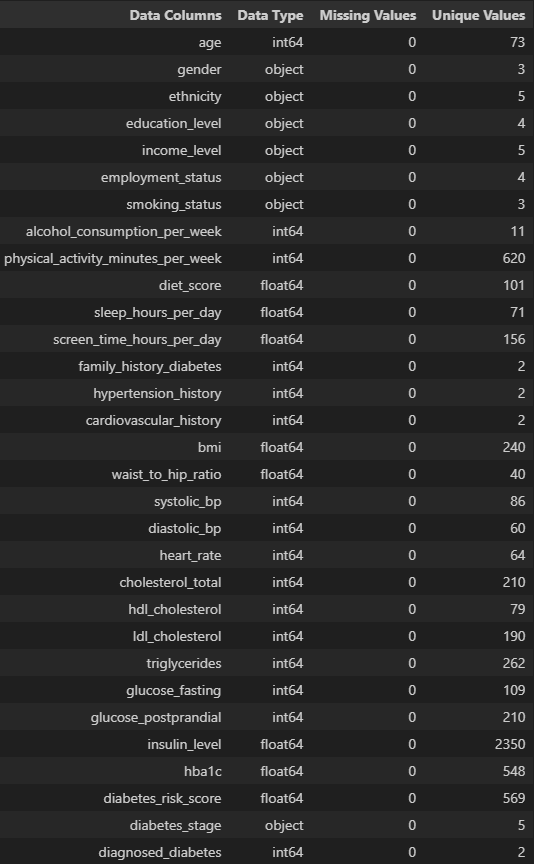 Data Columns Data Type Missing Values Unique Values
age int64 0 73
gender object 0 3
ethnicity object 0 5
education_level object 0 4
income_level object 0 5
employment_status object 0 4
smoking_status object 0 3
alcohol_consumption_per_week int64 0 11
physical_activity_minutes_per_week int64 0 620
diet_score float64 0 101
sleep_hours_per_day float64 0 71
screen_time_hours_per_day float64 0 156
family_history_diabetes int64 0 2
hypertension_history int64 0 2
cardiovascular_history int64 0 2
bmi float64 0 240
waist_to_hip_ratio float64 0 40
systolic_bp int64 0 86
diastolic_bp int64 0 60
heart_rate int64 0 64
cholesterol_total int64 0 210
hdl_cholesterol int64 0 79
ldl_cholesterol int64 0 190
triglycerides int64 0 262
glucose_fasting int64 0 109
glucose_postprandial int64 0 210
insulin_level float64 0 2350
hba1c float64 0 548
diabetes_risk_score float64 0 569
diabetes_stage object 0 5
diagnosed_diabetes int64 0 2